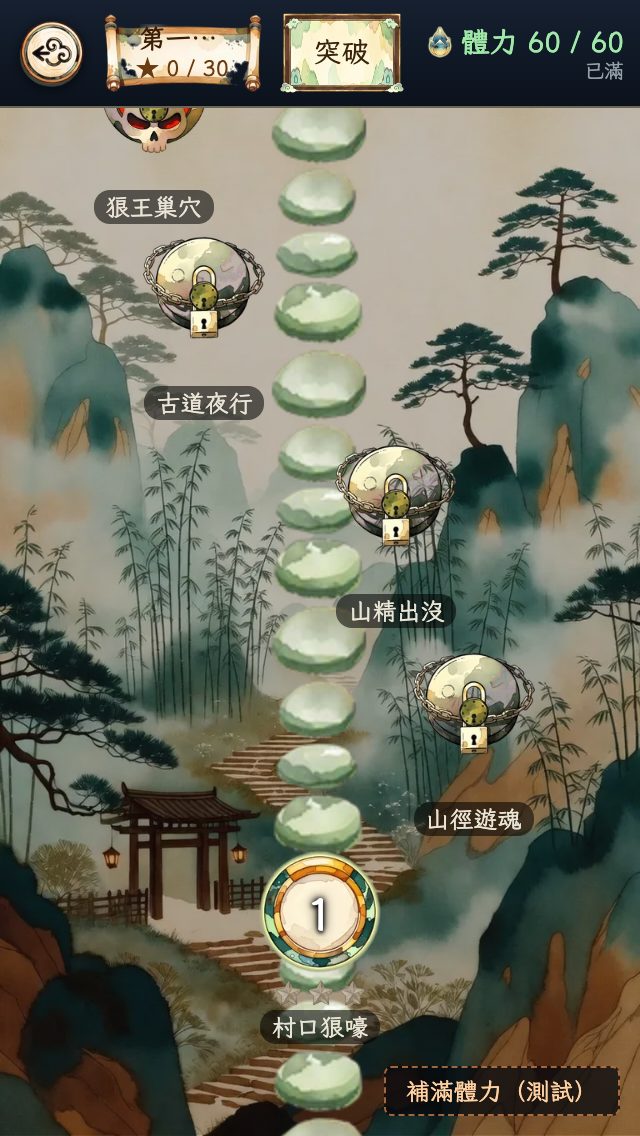 第一…
★ 0 / 30
突破
體力 60 / 60
已滿
狼王巢穴
古道夜行
山精出沒
山徑遊魂
1
村口狼嚎
補滿體力（測試）